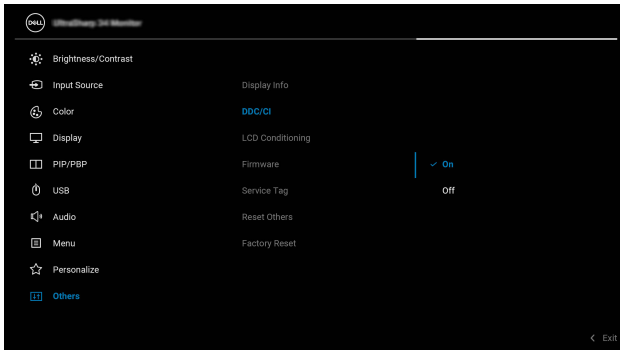 DELL
Brightness/Contrast
Input Source
Display Info
Color
DDC/CI
Display
LCD Conditioning
PIP/PBP
Firmware
On
USB
Service Tag
Off
Audio
Reset Others
Menu
Factory Reset
Personalize
Others
Exit